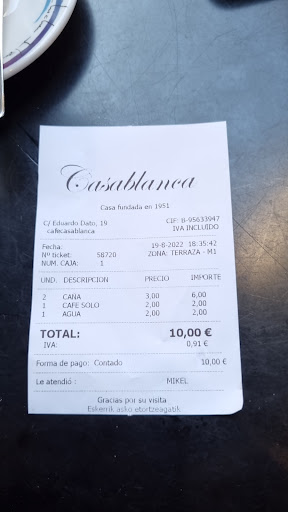 Casablanca
Casa fundada en 1951
C/ Eduardo Dato, 19 CIF: B-95633947
cafecasablanca IVA INCLUIDO
Fecha: 19-8-2022 18:35:42
Nº ticket: 58720 ZONA: TERRAZA - M1
NUM. CAJA: 1
UND. DESCRIPCION PRECIO IMPORTE
2 CAÑA 3,00 6,00
1 CAFE SOLO 2,00 2,00
1 AGUA 2,00 2,00
TOTAL: 10,00 €
IVA: 0,91 €
Forma de pago: Contado 10,00 €
Le atendió : MIKEL
Gracias por su visita
Eskerrik asko etortzeagatik